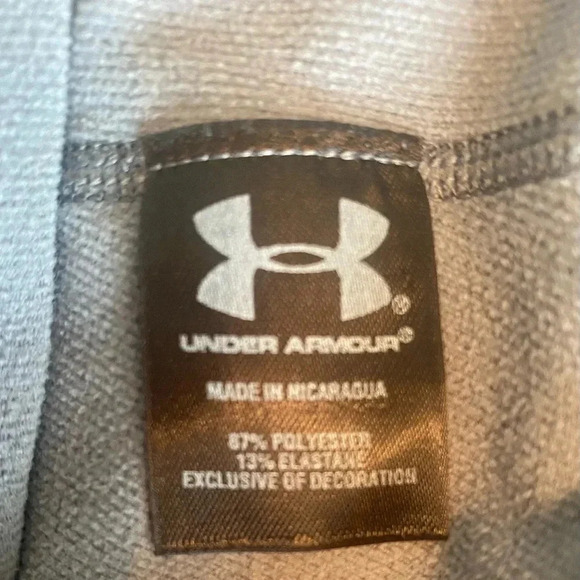 ®
UNDER ARMOUR®
MADE IN NICARAGUA
87% POLYESTER
13% ELASTANE
EXCLUSIVE OF DECORATION